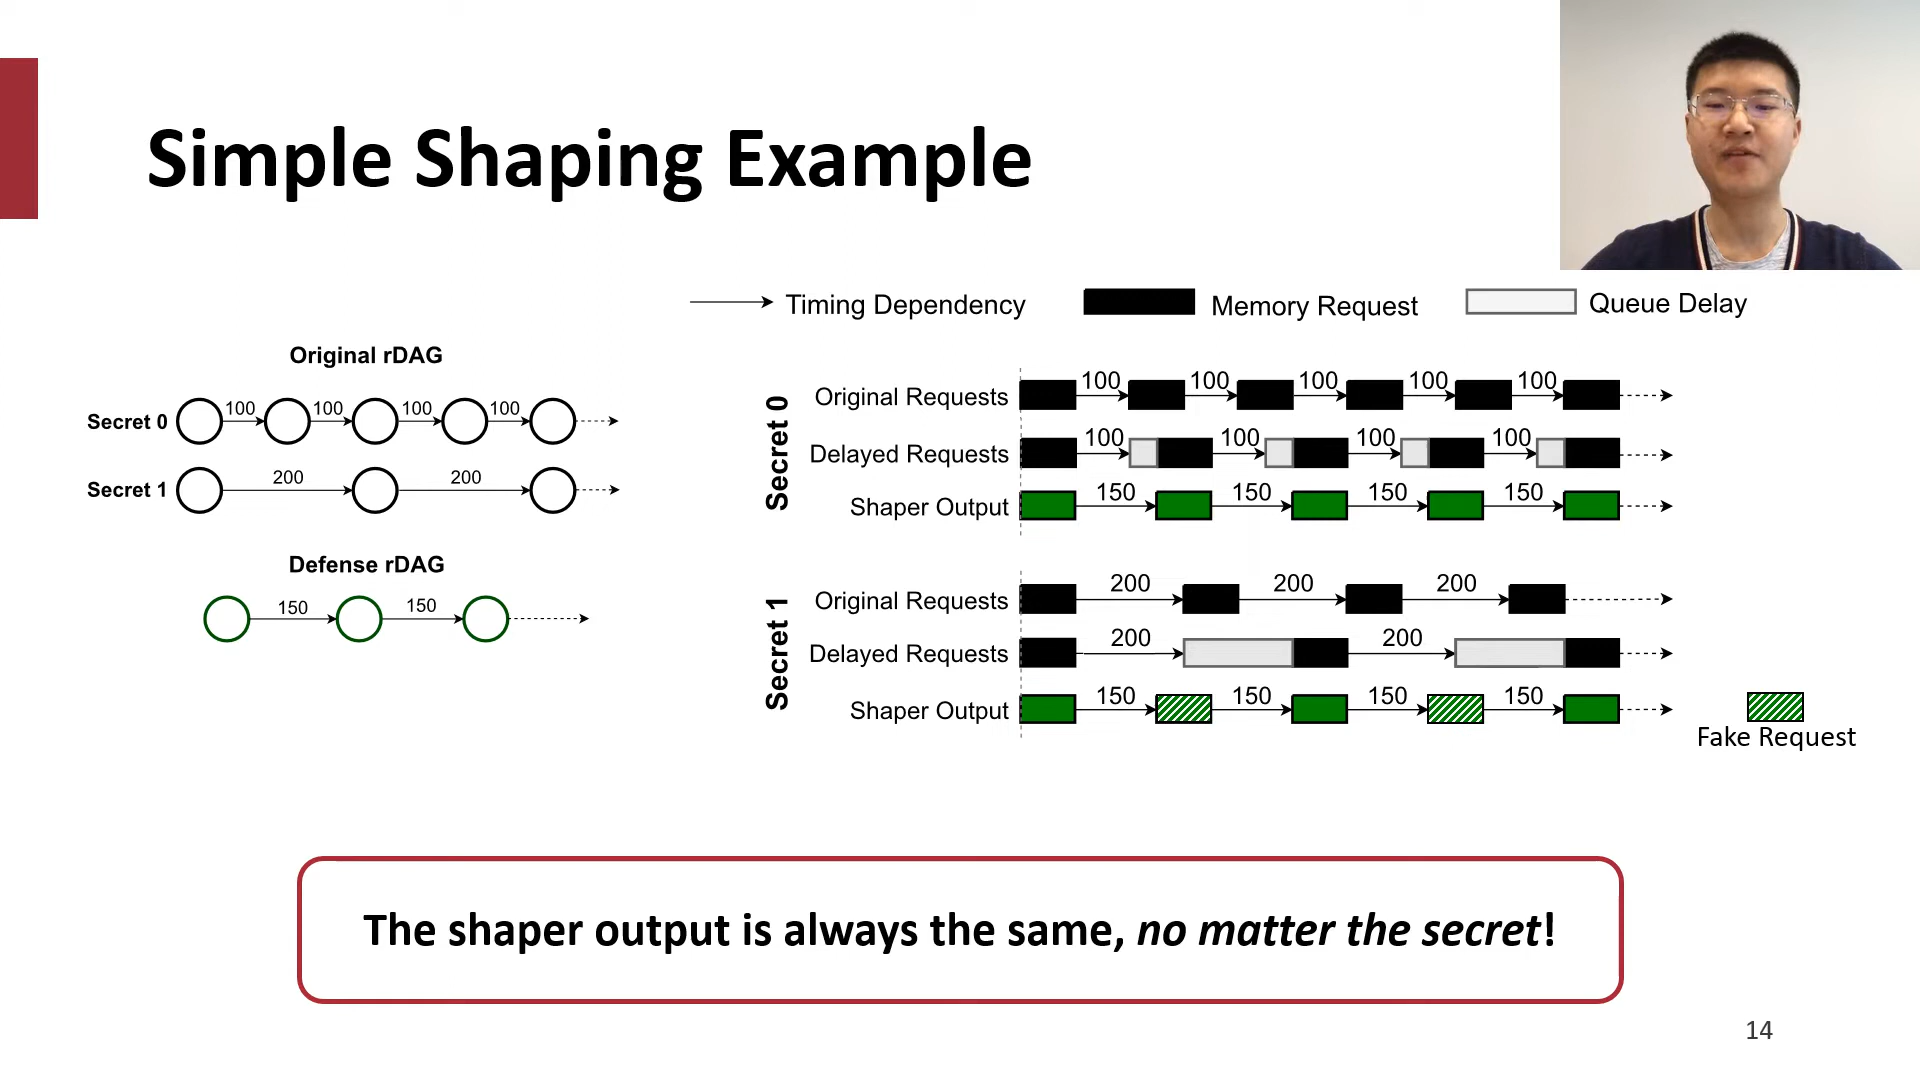 Simple Shaping Example
Timing Dependency Memory Request Queue Delay
Original rDAG
Secret 0 100 100 100 100
Secret 1 200 200
Defense rDAG
150 150
Secret 0
Original Requests 100 100 100 100 100
Delayed Requests 100 100 100 100
Shaper Output 150 150 150 150
Secret 1
Original Requests 200 200 200
Delayed Requests 200 200
Shaper Output 150 150 150 150
Fake Request
The shaper output is always the same, no matter the secret!
14